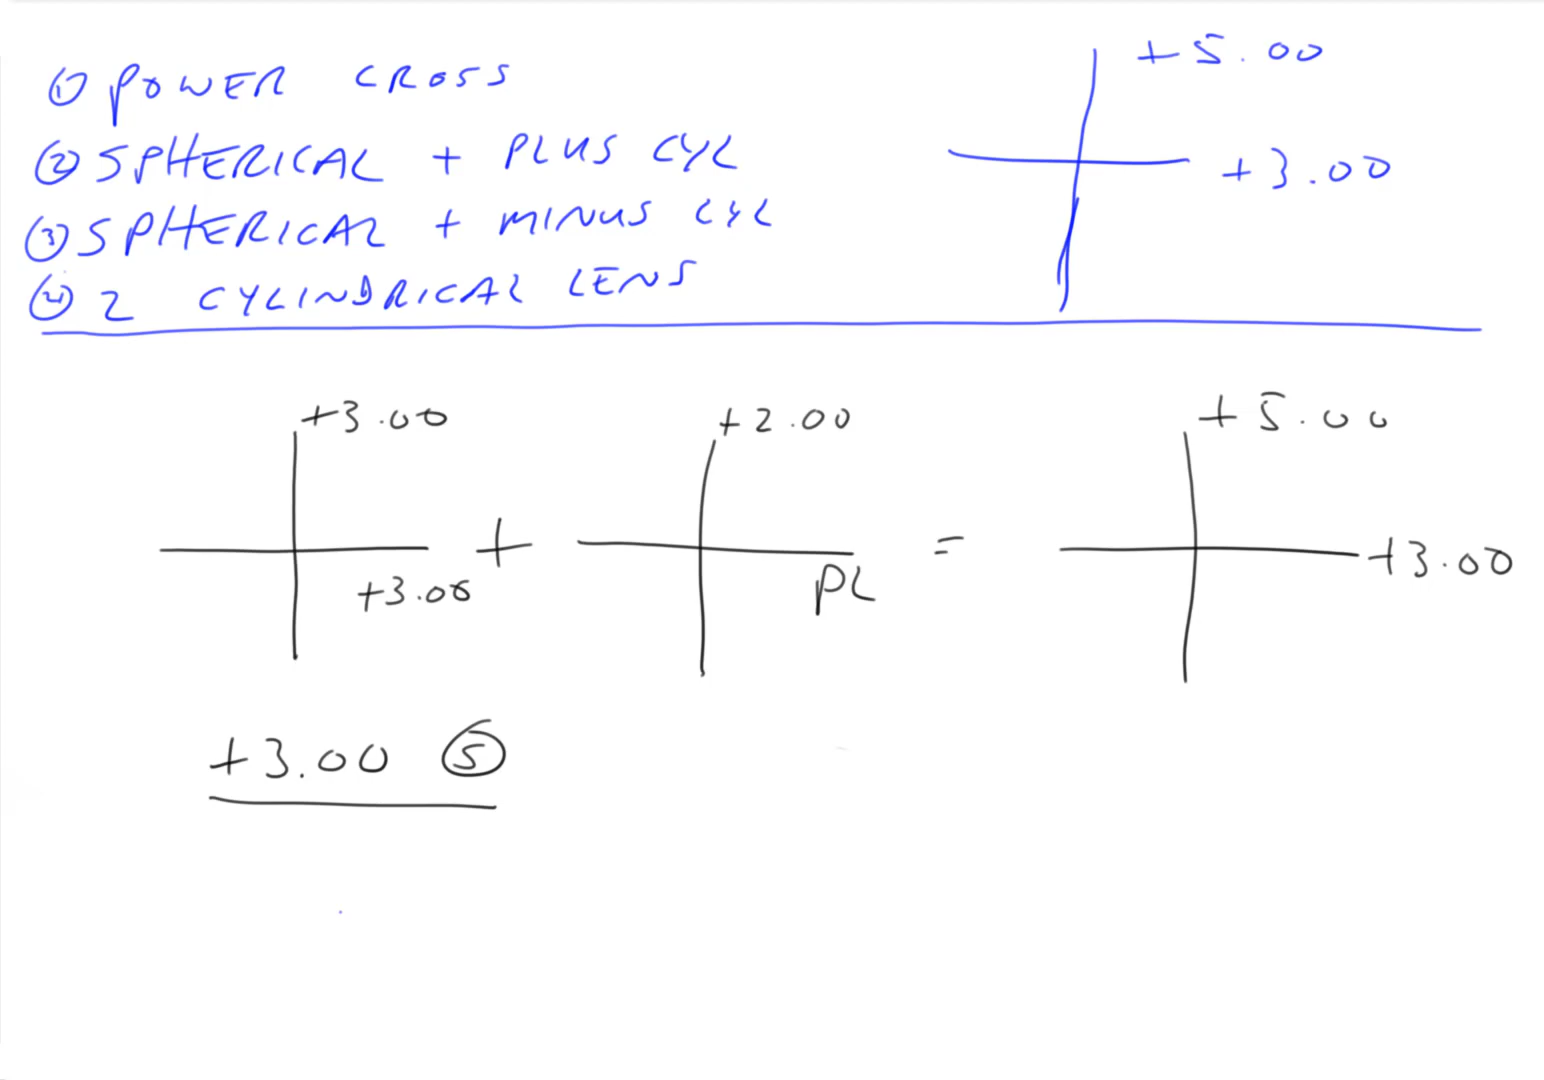 ① POWER CROSS
② SPHERICAL + PLUS CYL
③ SPHERICAL + MINUS CYL
④ 2 CYLINDRICAL LENS
+5.00
+3.00
+3.00
+3.00
+
+2.00
PL
=
+5.00
+3.00
+3.00 Ⓢ